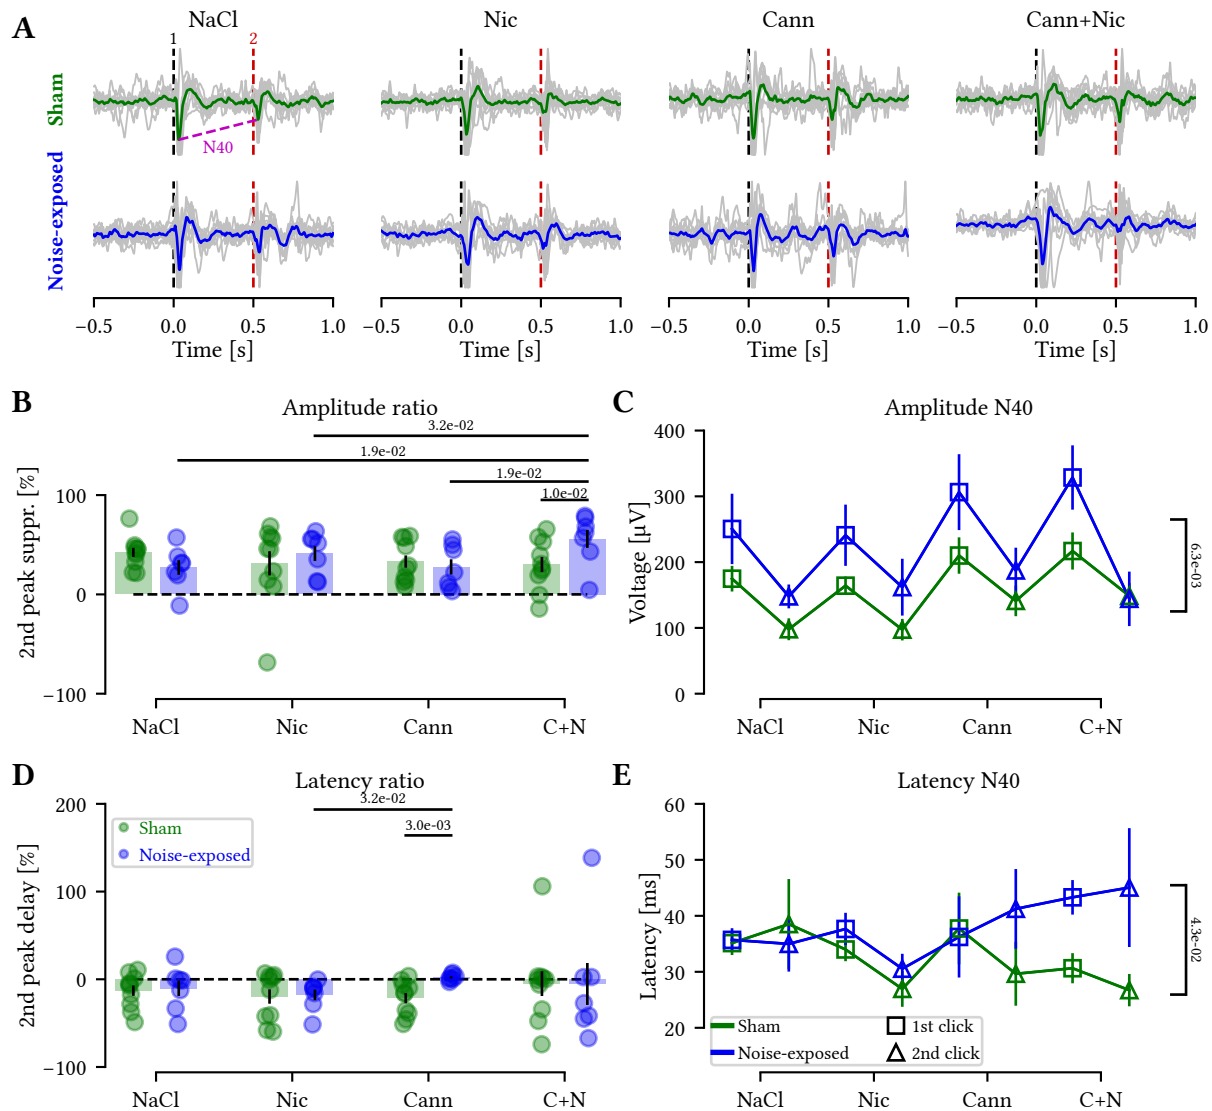 A
NaCl
Nic
Cann
Cann+Nic
1
2
Sham
N40
Noise-exposed
−0.5 0.0 0.5 1.0
Time [s]
−0.5 0.0 0.5 1.0
Time [s]
−0.5 0.0 0.5 1.0
Time [s]
−0.5 0.0 0.5 1.0
Time [s]
B
Amplitude ratio
3.2e-02
1.9e-02
1.9e-02
1.0e-02
2nd peak suppr. [%]
100
0
−100
NaCl Nic Cann C+N
C
Amplitude N40
Voltage [µV]
400
300
200
100
0
6.3e-03
NaCl Nic Cann C+N
D
Latency ratio
3.2e-02
3.0e-03
2nd peak delay [%]
200
100
0
−100
Sham
Noise-exposed
NaCl Nic Cann C+N
E
Latency N40
Latency [ms]
60
50
40
30
20
4.3e-02
Sham
Noise-exposed
1st click
2nd click
NaCl Nic Cann C+N